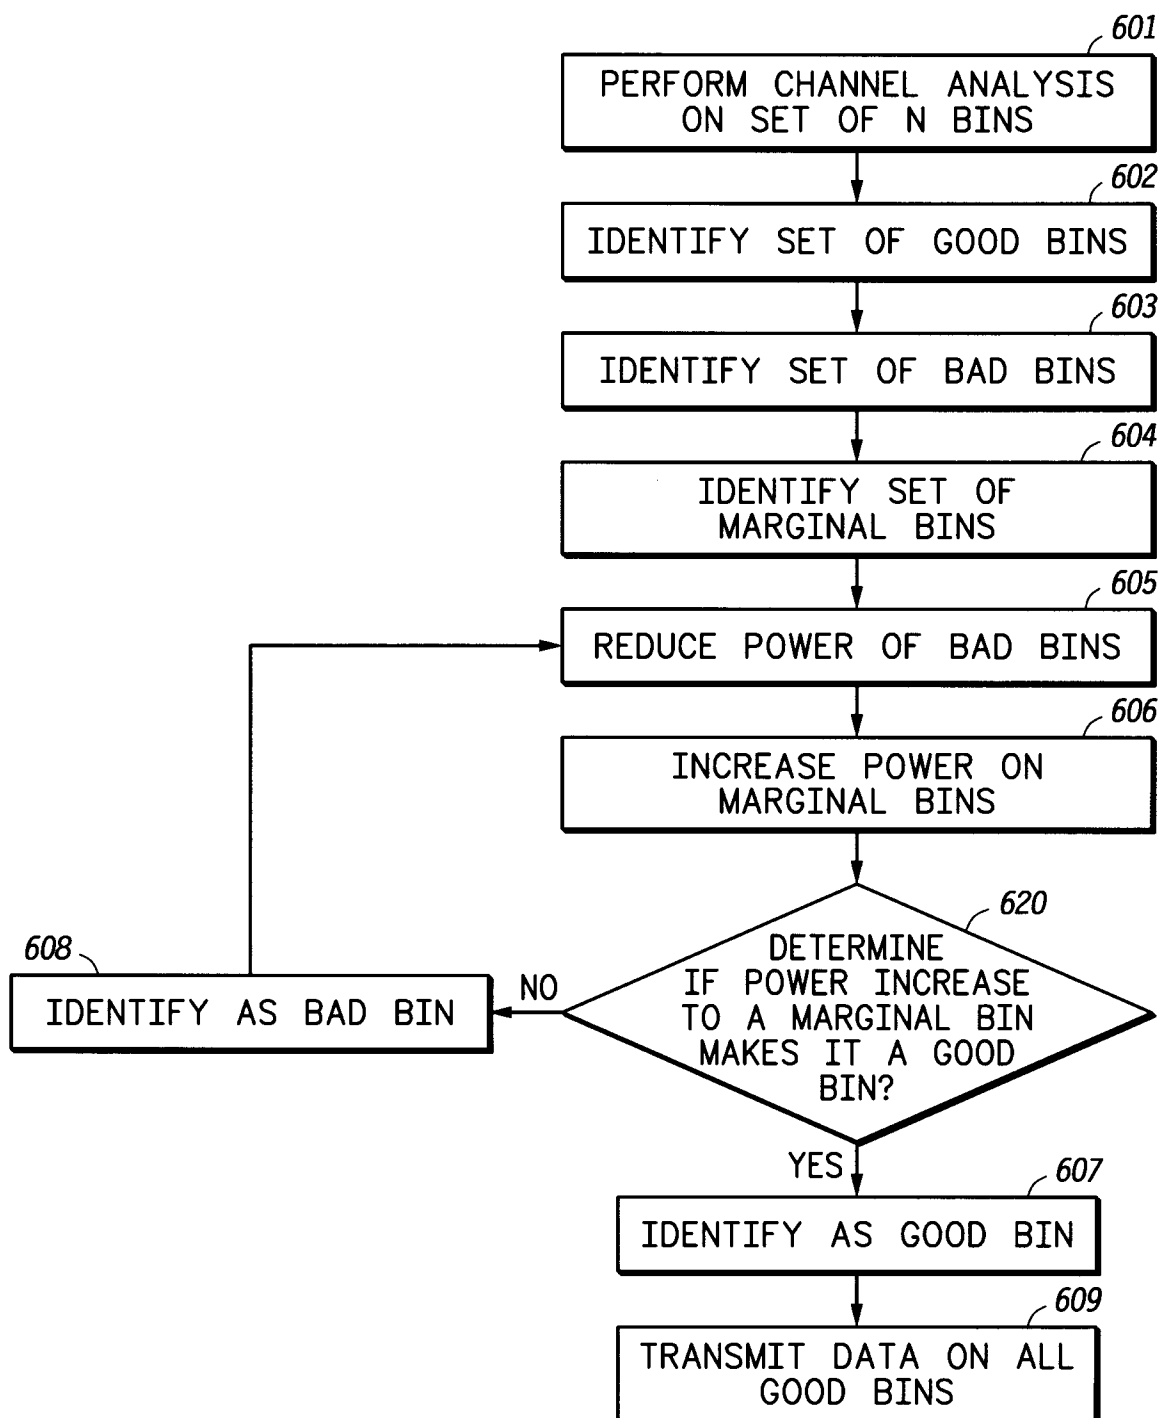 601
PERFORM CHANNEL ANALYSIS
ON SET OF N BINS
602
IDENTIFY SET OF GOOD BINS
603
IDENTIFY SET OF BAD BINS
604
IDENTIFY SET OF
MARGINAL BINS
605
REDUCE POWER OF BAD BINS
606
INCREASE POWER ON
MARGINAL BINS
620
DETERMINE
IF POWER INCREASE
TO A MARGINAL BIN
MAKES IT A GOOD
BIN?
NO
608
IDENTIFY AS BAD BIN
YES
607
IDENTIFY AS GOOD BIN
609
TRANSMIT DATA ON ALL
GOOD BINS